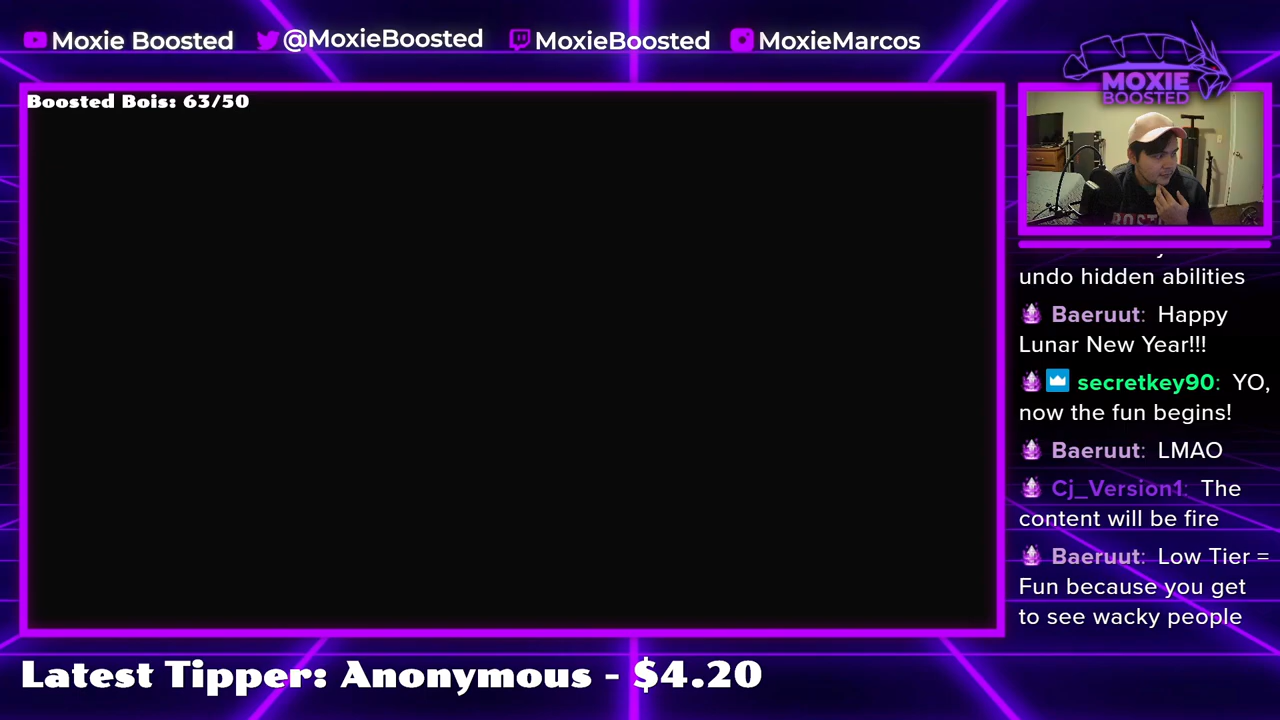 Moxie Boosted @MoxieBoosted MoxieBoosted MoxieMarcos
MOXIE
BOOSTED
Boosted Bois: 63/50
undo hidden abilities
Baeruut: Happy
Lunar New Year!!!
secretkey90: YO,
now the fun begins!
Baeruut: LMAO
Cj_Version1: The
content will be fire
Baeruut: Low Tier =
Fun because you get
to see wacky people
Latest Tipper: Anonymous - $4.20